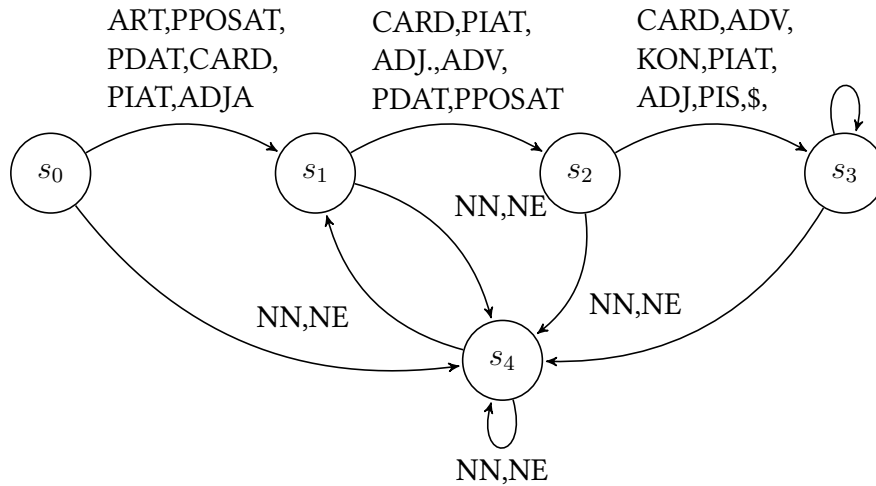 ART,PPOSAT,
PDAT,CARD,
PIAT,ADJA
CARD,PIAT,
ADJ.,ADV,
PDAT,PPOSAT
CARD,ADV,
KON,PIAT,
ADJ,PIS,$,
s0
s1
s2
s3
NN,NE
NN,NE
NN,NE
s4
NN,NE